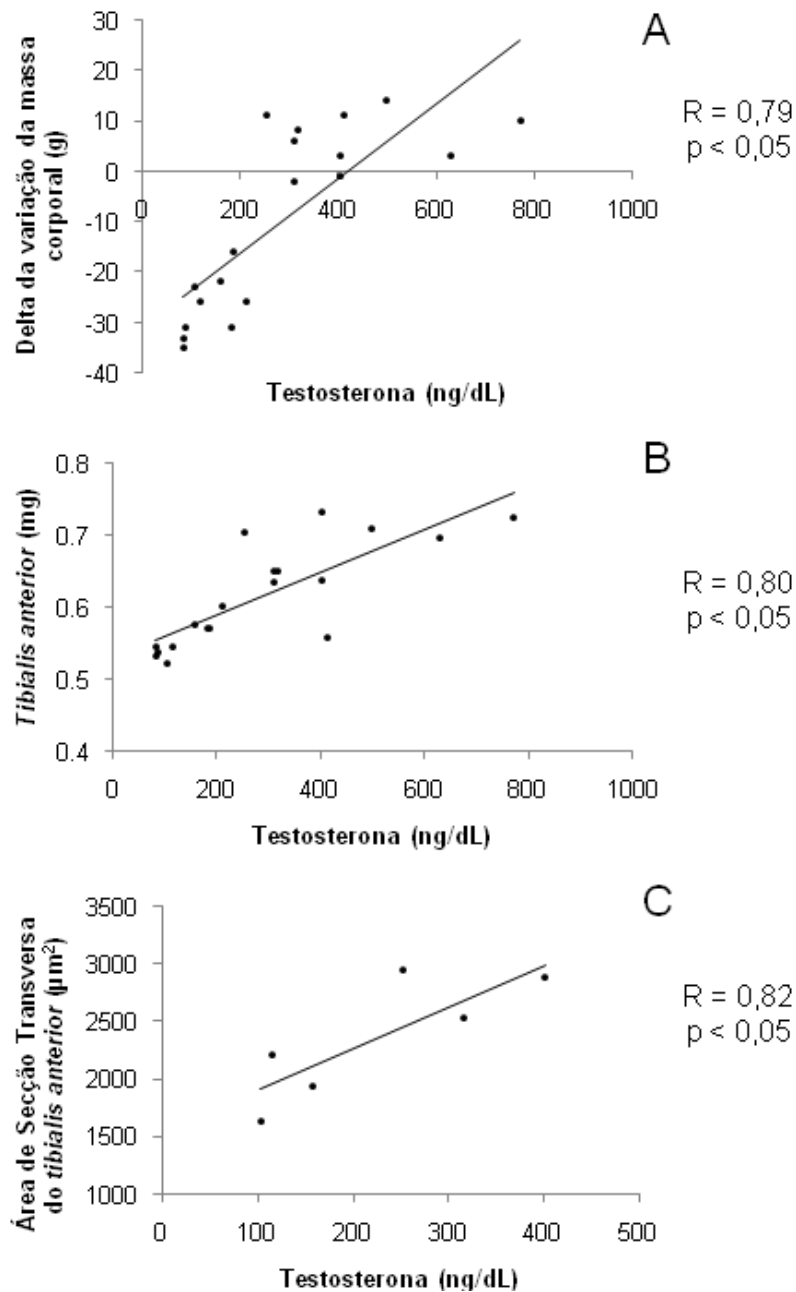 A
R = 0,79
p < 0,05
Delta da variação da massa
corporal (g)
30
20
10
0
-10
-20
-30
-40
0 200 400 600 800 1000
Testosterona (ng/dL)
B
R = 0,80
p < 0,05
Tibialis anterior (mg)
0.8
0.7
0.6
0.5
0.4
0 200 400 600 800 1000
Testosterona (ng/dL)
C
R = 0,82
p < 0,05
Área de Secção Transversa
do tibialis anterior (µm²)
3500
3000
2500
2000
1500
1000
0 100 200 300 400 500
Testosterona (ng/dL)